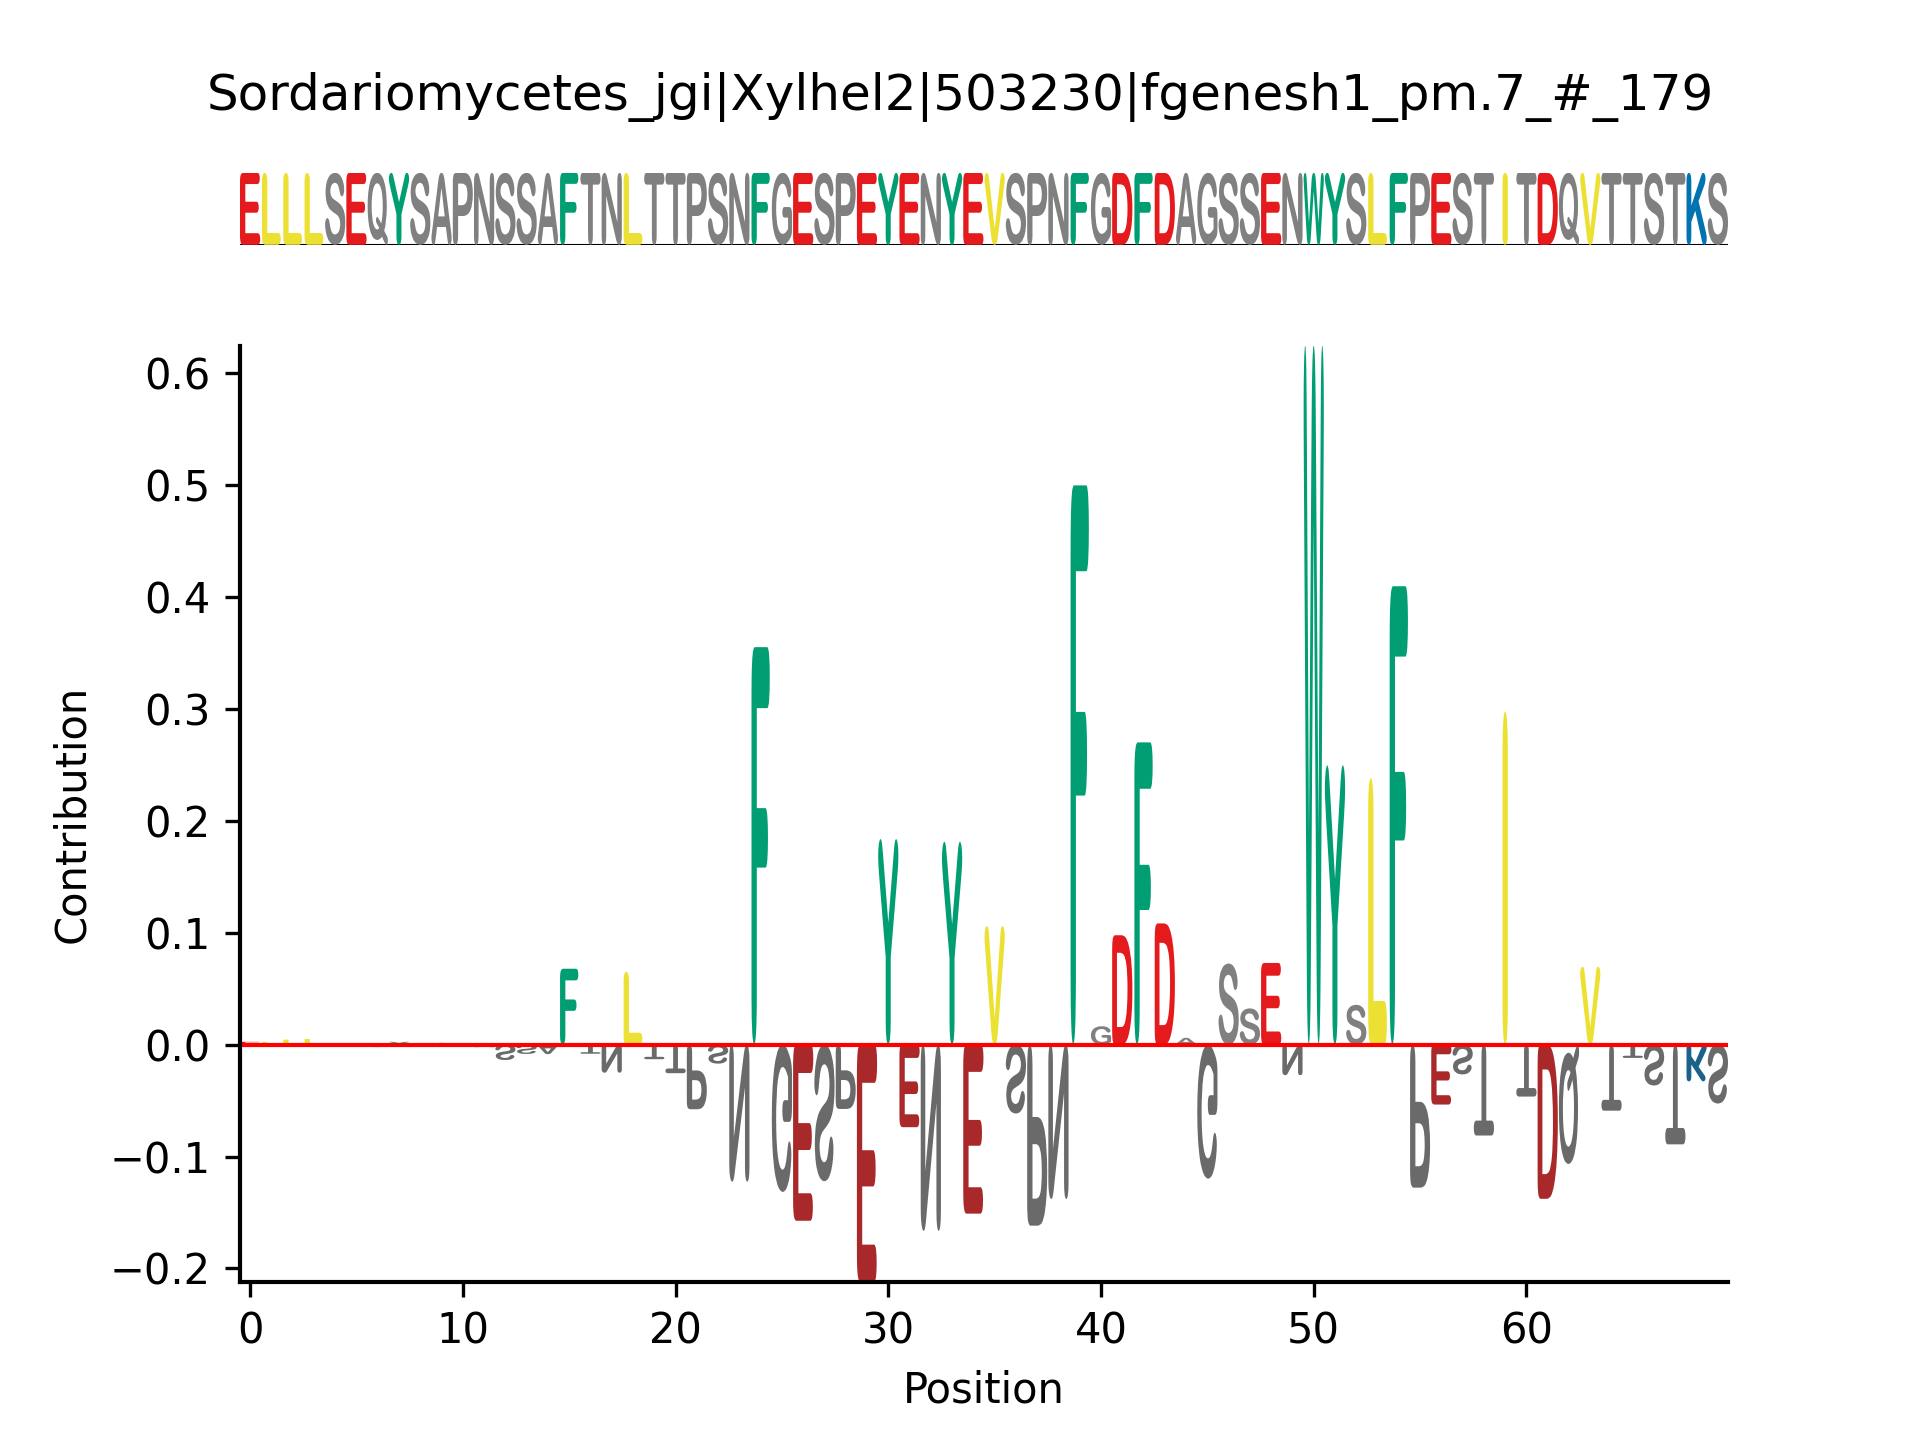 Sordariomycetes_jgi|Xylhel2|503230|fgenesh1_pm.7_#_179
ELLLSEQYSAPNSSAFTNLTTPSNFGESPEYENYEVSPNFGDFDAGSSENWYSLFPESTITDQVTTSTKS
0.6
0.5
0.4
0.3
0.2
0.1
0.0
−0.1
−0.2
Contribution
0 10 20 30 40 50 60
Position